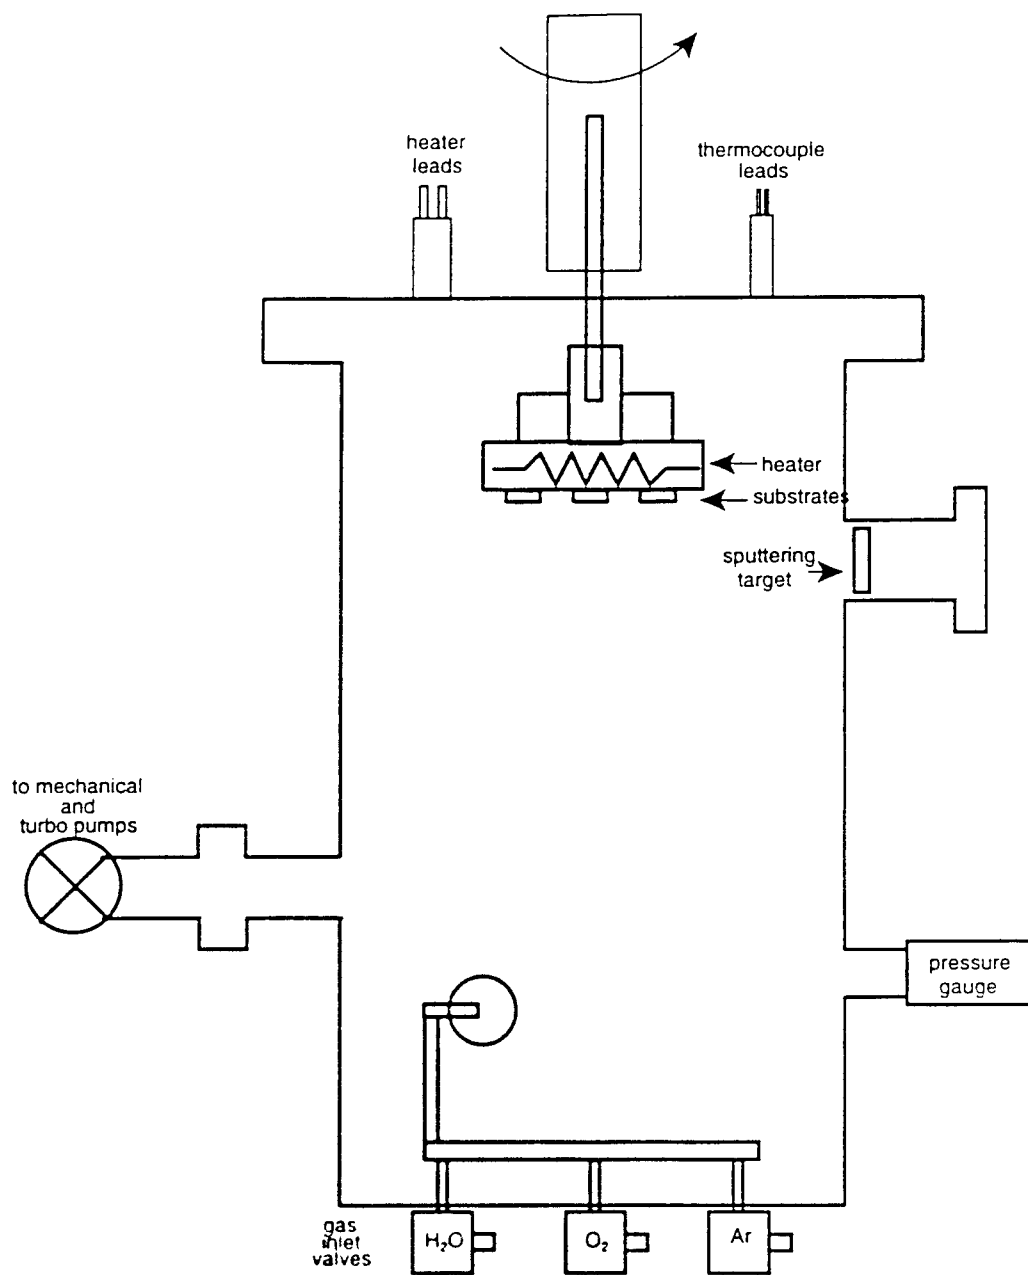 heater
leads
thermocouple
leads
heater
substrates
sputtering
target
to mechanical
and
turbo pumps
pressure
gauge
gas
inlet
valves
H₂O
O₂
Ar